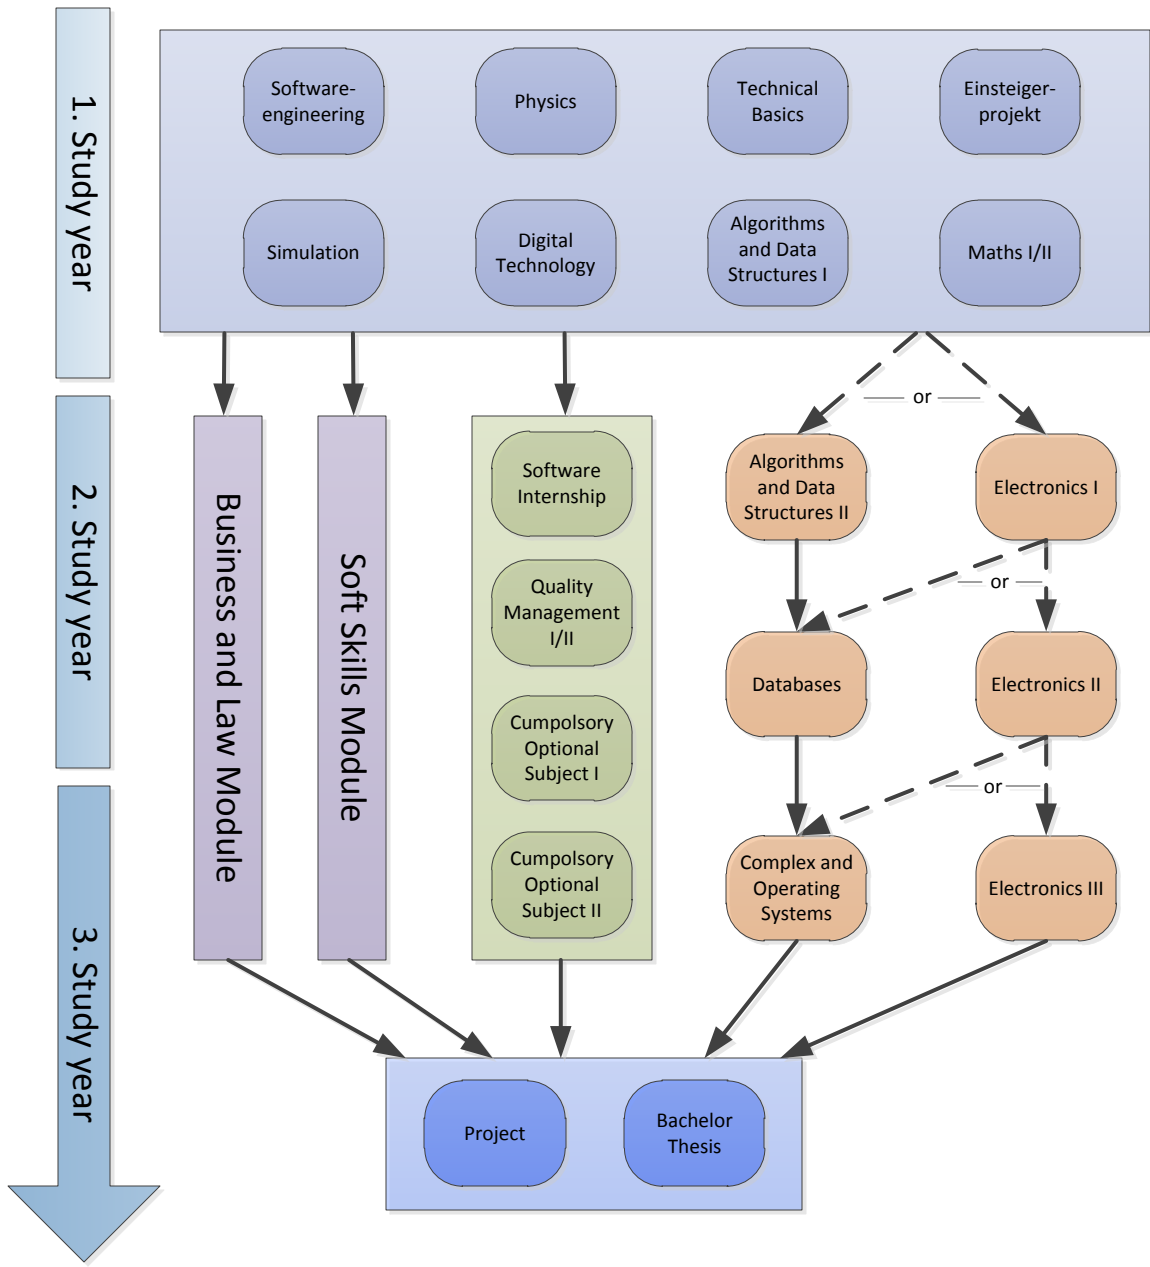 1. Study year
Software-
engineering
Physics
Technical
Basics
Einsteiger-
projekt
Simulation
Digital
Technology
Algorithms
and Data
Structures I
Maths I/II
or
2. Study year
Business and Law Module
Soft Skills Module
Software
Internship
Quality
Management
I/II
Cumpolsory
Optional
Subject I
Cumpolsory
Optional
Subject II
Algorithms
and Data
Structures II
Electronics I
or
Databases
Electronics II
or
Complex and
Operating
Systems
Electronics III
3. Study year
Project
Bachelor
Thesis